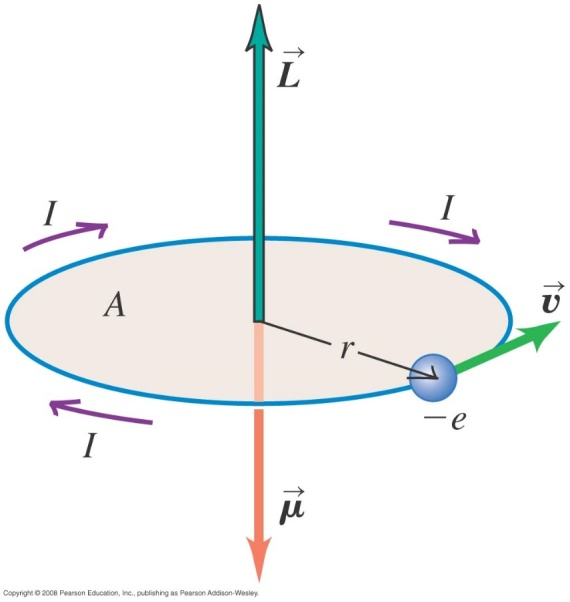 L
I
I
A
v
r
−e
I
μ
Copyright © 2008 Pearson Education, Inc., publishing as Pearson Addison-Wesley.